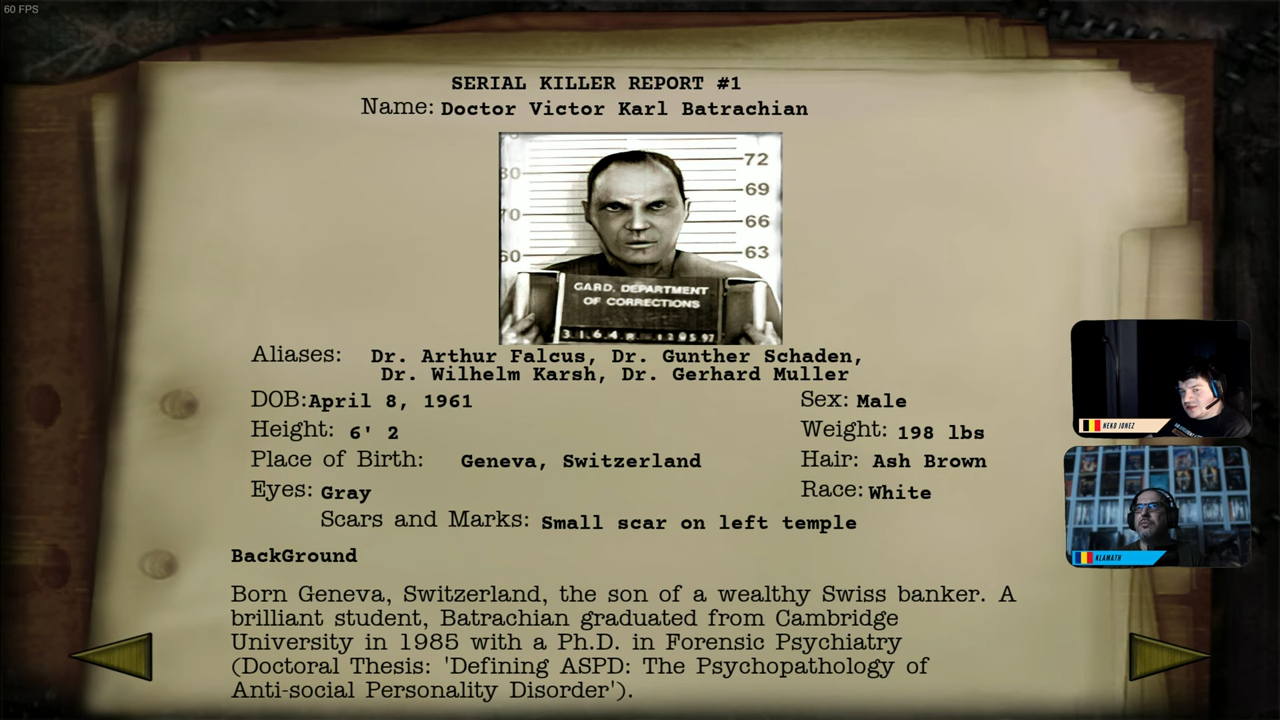 60 FPS
SERIAL KILLER REPORT #1
Name: Doctor Victor Karl Batrachian
72
80
69
70
66
60
63
GARD. DEPARTMENT
OF CORRECTIONS
Aliases: Dr. Arthur Falcus, Dr. Gunther Schaden,
Dr. Wilhelm Karsh, Dr. Gerhard Muller
DOB: April 8, 1961 Sex: Male
Height: 6' 2 Weight: 198 lbs
Place of Birth: Geneva, Switzerland Hair: Ash Brown
Eyes: Gray Race: White
Scars and Marks: Small scar on left temple
BackGround
Born Geneva, Switzerland, the son of a wealthy Swiss banker. A
brilliant student, Batrachian graduated from Cambridge
University in 1985 with a Ph.D. in Forensic Psychiatry
(Doctoral Thesis: 'Defining ASPD: The Psychopathology of
Anti-social Personality Disorder').
NEKO JONEZ
KLAMATH